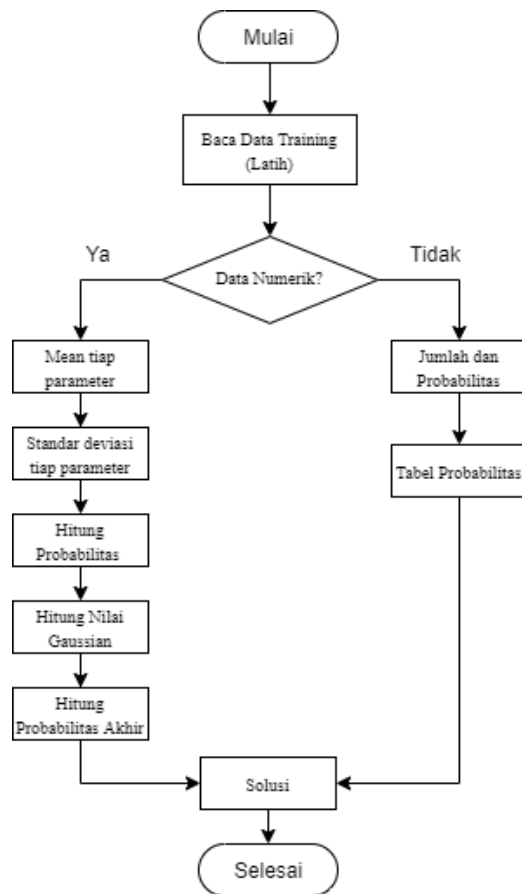 Mulai
Baca Data Training
(Latih)
Ya
Tidak
Data Numerik?
Mean tiap
parameter
Jumlah dan
Probabilitas
Standar deviasi
tiap parameter
Tabel Probabilitas
Hitung
Probabilitas
Hitung Nilai
Gaussian
Hitung
Probabilitas Akhir
Solusi
Selesai